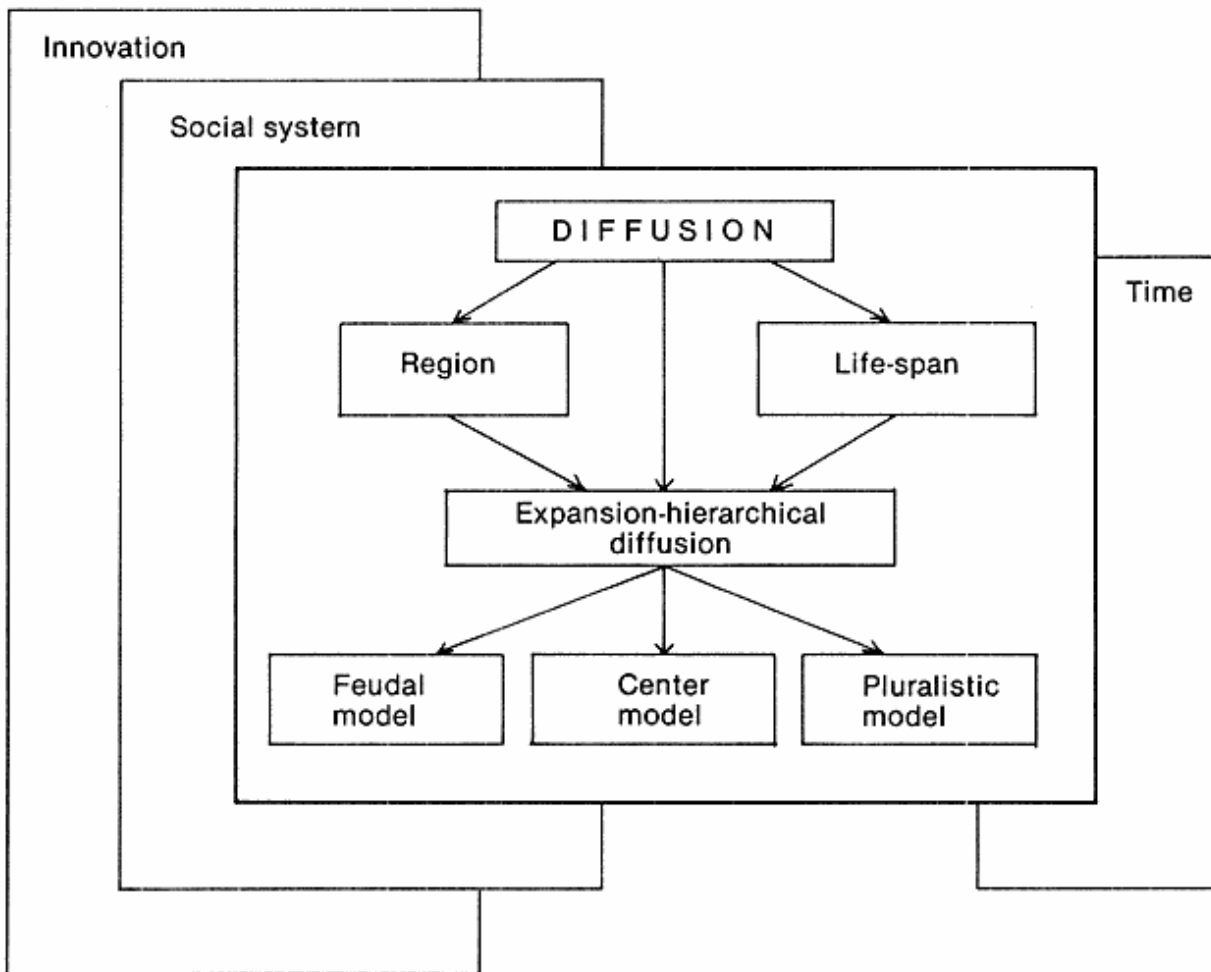 Innovation
Social system
DIFFUSION
Time
Region
Life-span
Expansion-hierarchical
diffusion
Feudal
model
Center
model
Pluralistic
model